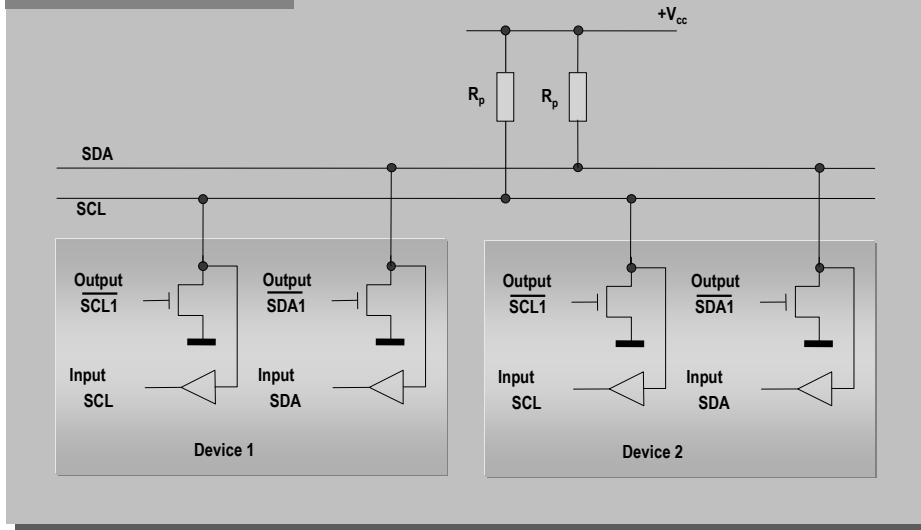 +Vcc
Rp
Rp
SDA
SCL
Output
SCL1
Output
SDA1
Input
SCL
Input
SDA
Device 1
Output
SCL1
Output
SDA1
Input
SCL
Input
SDA
Device 2